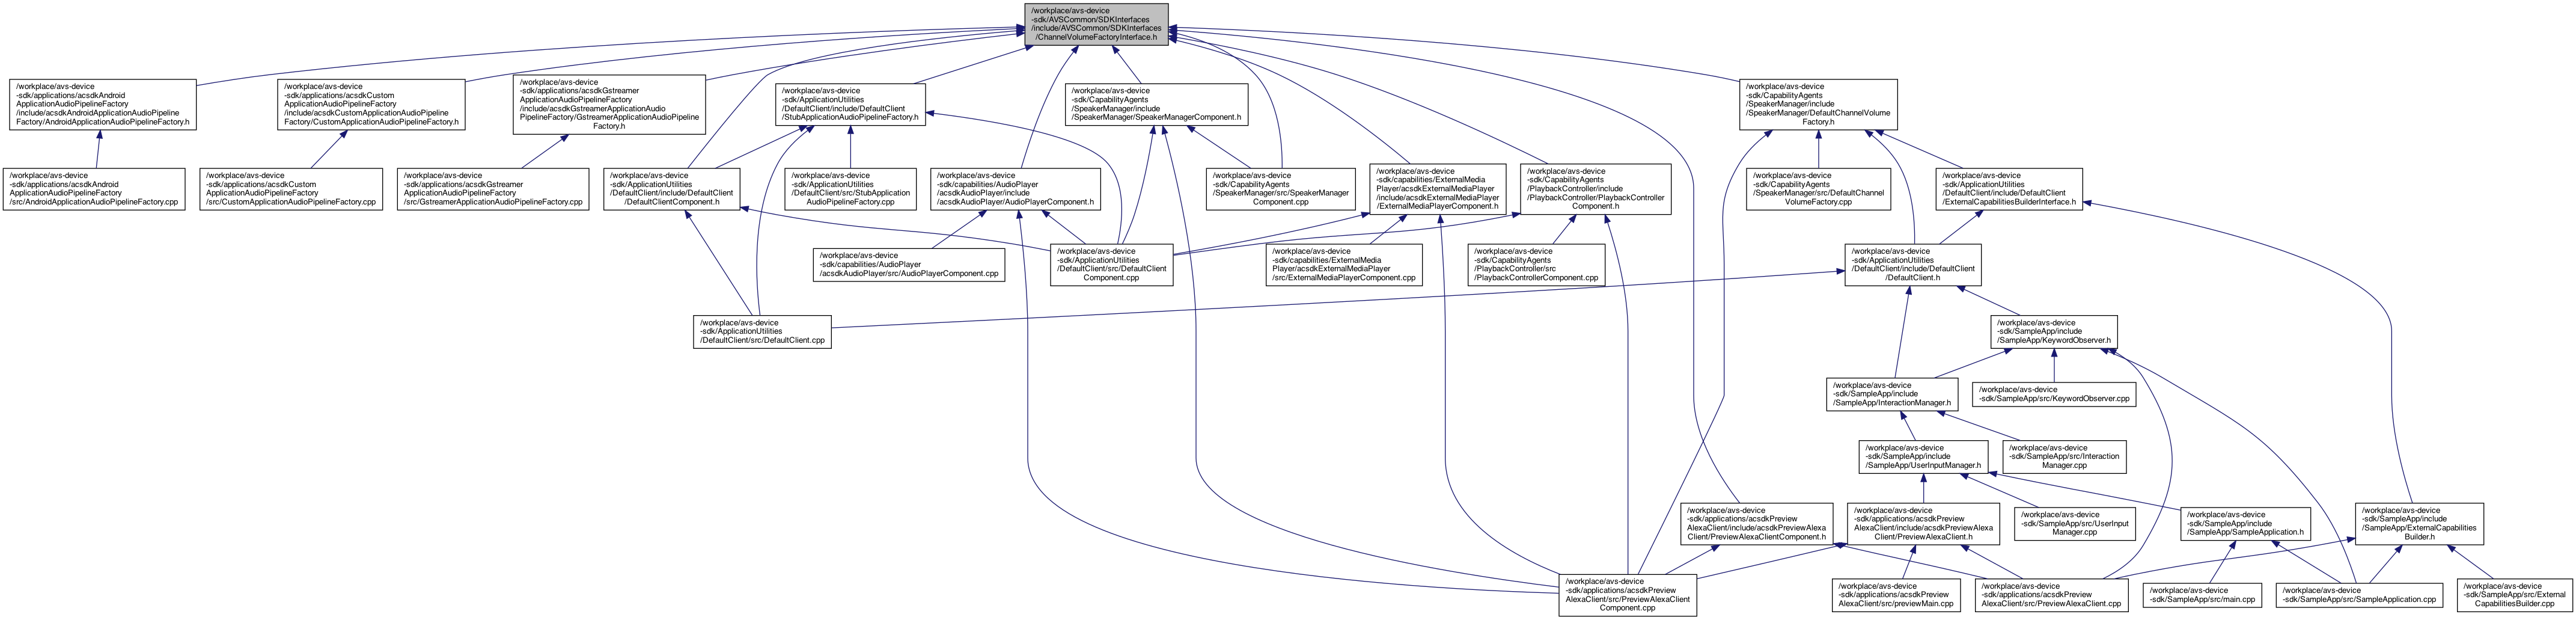 /workplace/avs-device
-sdk/AVSCommon/SDKInterfaces
/include/AVSCommon/SDKInterfaces
/ChannelVolumeFactoryInterface.h
/workplace/avs-device
-sdk/applications/acsdkAndroid
ApplicationAudioPipelineFactory
/include/acsdkAndroidApplicationAudioPipeline
Factory/AndroidApplicationAudioPipelineFactory.h
/workplace/avs-device
-sdk/applications/acsdkCustom
ApplicationAudioPipelineFactory
/include/acsdkCustomApplicationAudioPipeline
Factory/CustomApplicationAudioPipelineFactory.h
/workplace/avs-device
-sdk/applications/acsdkGstreamer
ApplicationAudioPipelineFactory
/include/acsdkGstreamerApplicationAudio
PipelineFactory/GstreamerApplicationAudioPipeline
Factory.h
/workplace/avs-device
-sdk/ApplicationUtilities
/DefaultClient/include/DefaultClient
/StubApplicationAudioPipelineFactory.h
/workplace/avs-device
-sdk/CapabilityAgents
/SpeakerManager/include
/SpeakerManager/SpeakerManagerComponent.h
/workplace/avs-device
-sdk/CapabilityAgents
/SpeakerManager/include
/SpeakerManager/DefaultChannelVolume
Factory.h
/workplace/avs-device
-sdk/applications/acsdkAndroid
ApplicationAudioPipelineFactory
/src/AndroidApplicationAudioPipelineFactory.cpp
/workplace/avs-device
-sdk/applications/acsdkCustom
ApplicationAudioPipelineFactory
/src/CustomApplicationAudioPipelineFactory.cpp
/workplace/avs-device
-sdk/applications/acsdkGstreamer
ApplicationAudioPipelineFactory
/src/GstreamerApplicationAudioPipelineFactory.cpp
/workplace/avs-device
-sdk/ApplicationUtilities
/DefaultClient/include/DefaultClient
/DefaultClientComponent.h
/workplace/avs-device
-sdk/ApplicationUtilities
/DefaultClient/src/StubApplication
AudioPipelineFactory.cpp
/workplace/avs-device
-sdk/capabilities/AudioPlayer
/acsdkAudioPlayer/include
/acsdkAudioPlayer/AudioPlayerComponent.h
/workplace/avs-device
-sdk/CapabilityAgents
/SpeakerManager/src/SpeakerManager
Component.cpp
/workplace/avs-device
-sdk/capabilities/ExternalMedia
Player/acsdkExternalMediaPlayer
/include/acsdkExternalMediaPlayer
/ExternalMediaPlayerComponent.h
/workplace/avs-device
-sdk/CapabilityAgents
/PlaybackController/include
/PlaybackController/PlaybackController
Component.h
/workplace/avs-device
-sdk/CapabilityAgents
/SpeakerManager/src/DefaultChannel
VolumeFactory.cpp
/workplace/avs-device
-sdk/ApplicationUtilities
/DefaultClient/include/DefaultClient
/ExternalCapabilitiesBuilderInterface.h
/workplace/avs-device
-sdk/capabilities/AudioPlayer
/acsdkAudioPlayer/src/AudioPlayerComponent.cpp
/workplace/avs-device
-sdk/ApplicationUtilities
/DefaultClient/src/DefaultClient
Component.cpp
/workplace/avs-device
-sdk/capabilities/ExternalMedia
Player/acsdkExternalMediaPlayer
/src/ExternalMediaPlayerComponent.cpp
/workplace/avs-device
-sdk/CapabilityAgents
/PlaybackController/src
/PlaybackControllerComponent.cpp
/workplace/avs-device
-sdk/ApplicationUtilities
/DefaultClient/include/DefaultClient
/DefaultClient.h
/workplace/avs-device
-sdk/ApplicationUtilities
/DefaultClient/src/DefaultClient.cpp
/workplace/avs-device
-sdk/SampleApp/include
/SampleApp/KeywordObserver.h
/workplace/avs-device
-sdk/SampleApp/include
/SampleApp/InteractionManager.h
/workplace/avs-device
-sdk/SampleApp/src/KeywordObserver.cpp
/workplace/avs-device
-sdk/SampleApp/include
/SampleApp/UserInputManager.h
/workplace/avs-device
-sdk/SampleApp/src/Interaction
Manager.cpp
/workplace/avs-device
-sdk/applications/acsdkPreview
AlexaClient/include/acsdkPreviewAlexa
Client/PreviewAlexaClientComponent.h
/workplace/avs-device
-sdk/applications/acsdkPreview
AlexaClient/include/acsdkPreviewAlexa
Client/PreviewAlexaClient.h
/workplace/avs-device
-sdk/SampleApp/src/UserInput
Manager.cpp
/workplace/avs-device
-sdk/SampleApp/include
/SampleApp/SampleApplication.h
/workplace/avs-device
-sdk/SampleApp/include
/SampleApp/ExternalCapabilities
Builder.h
/workplace/avs-device
-sdk/applications/acsdkPreview
AlexaClient/src/PreviewAlexaClient
Component.cpp
/workplace/avs-device
-sdk/applications/acsdkPreview
AlexaClient/src/previewMain.cpp
/workplace/avs-device
-sdk/applications/acsdkPreview
AlexaClient/src/PreviewAlexaClient.cpp
/workplace/avs-device
-sdk/SampleApp/src/main.cpp
/workplace/avs-device
-sdk/SampleApp/src/SampleApplication.cpp
/workplace/avs-device
-sdk/SampleApp/src/External
CapabilitiesBuilder.cpp